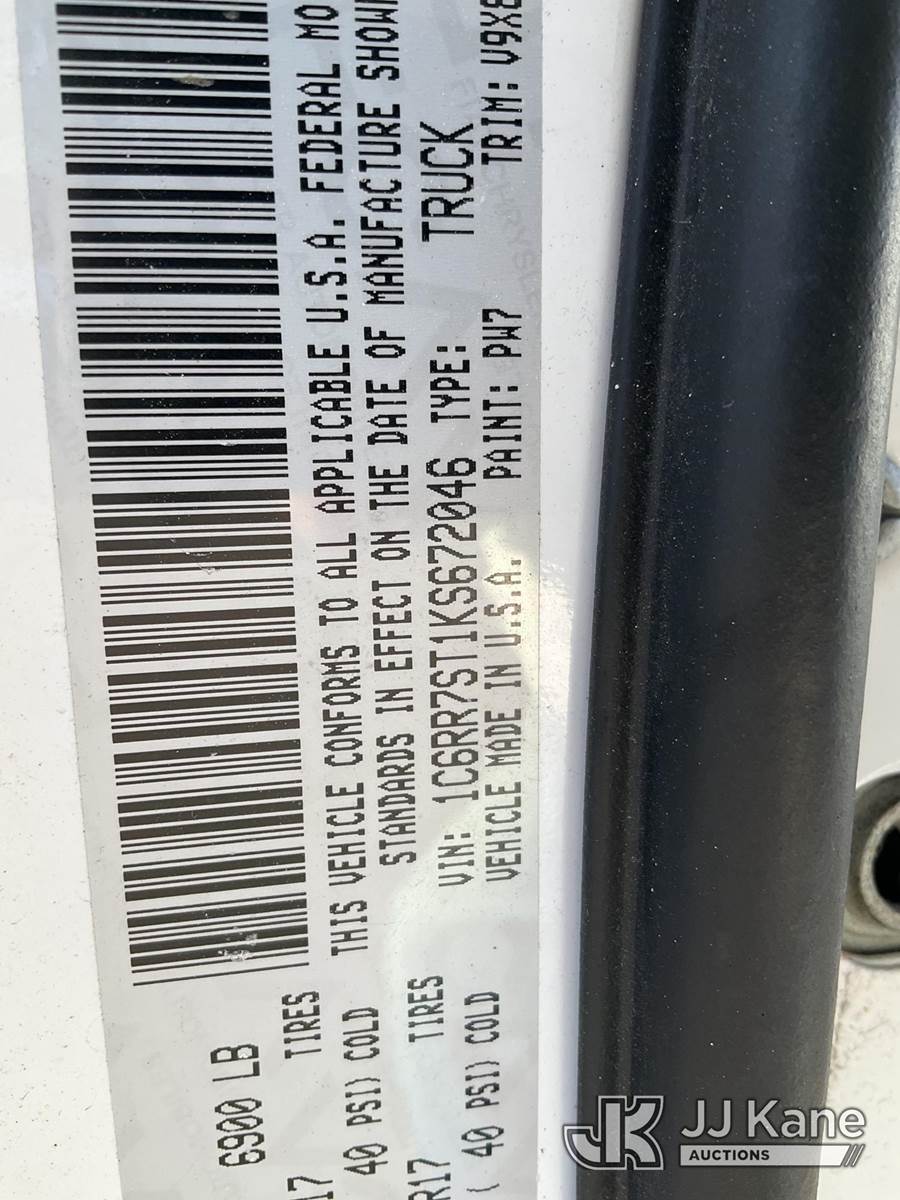 6900 LB
TIRES
40 PSI) COLD
R17 TIRES
( 40 PSI) COLD
THIS VEHICLE CONFORMS TO ALL APPLICABLE U.S.A. FEDERAL MO
STANDARDS IN EFFECT ON THE DATE OF MANUFACTURE SHOW
VIN: 1C6RR7ST1KS672046 TYPE: TRUCK
VEHICLE MADE IN U.S.A. PAINT: PW7 TRIM: V9X8
JJ Kane
AUCTIONS